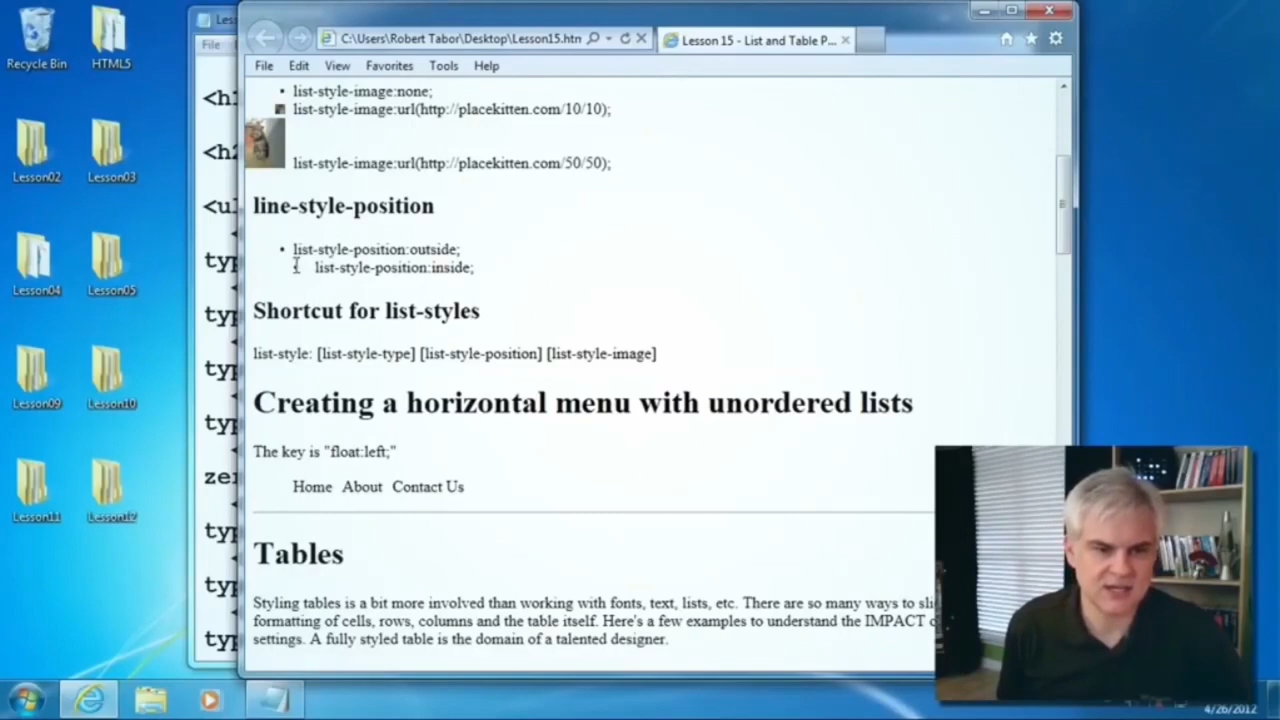 Recycle Bin
HTML5
Lesson02
Lesson03
Lesson04
Lesson05
Lesson09
Lesson10
Lesson11
Lesson12
File
<h1
<h2
<ul
typ
typ
typ
typ
zer
typ
typ
typ
C:\Users\Robert Tabor\Desktop\Lesson15.htm
Lesson 15 - List and Table P...
File Edit View Favorites Tools Help
• list-style-image:none;
list-style-image:url(http://placekitten.com/10/10);
list-style-image:url(http://placekitten.com/50/50);
line-style-position
• list-style-position:outside;
list-style-position:inside;
Shortcut for list-styles
list-style: [list-style-type] [list-style-position] [list-style-image]
Creating a horizontal menu with unordered lists
The key is "float:left;"
Home About Contact Us
Tables
Styling tables is a bit more involved than working with fonts, text, lists, etc. There are so many ways to
formatting of cells, rows, columns and the table itself. Here's a few examples to understand the IMPACT
settings. A fully styled table is the domain of a talented designer.
4/26/2012